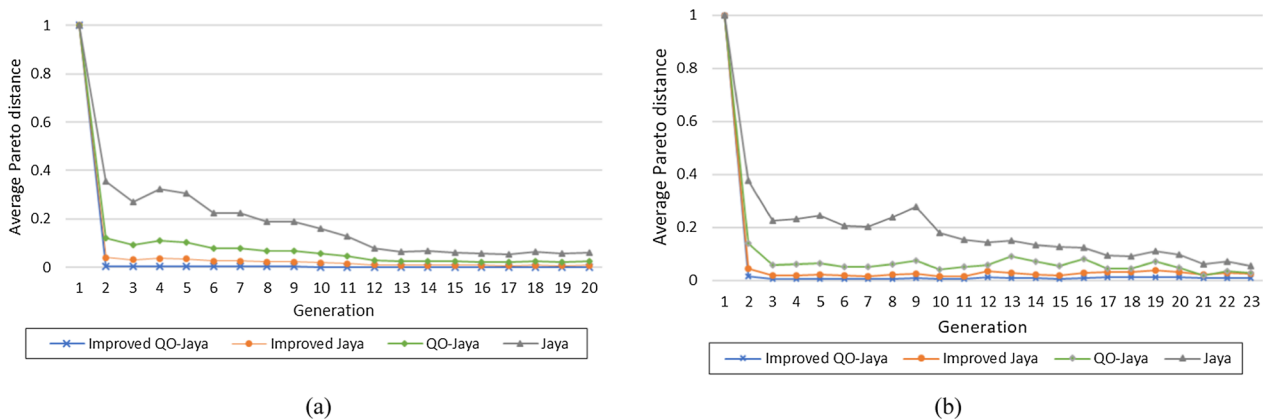 1
0.8
0.6
0.4
0.2
0
Average Pareto distance
1 2 3 4 5 6 7 8 9 10 11 12 13 14 15 16 17 18 19 20
Generation
Improved QO-Jaya Improved Jaya QO-Jaya Jaya
(a)
1
0.8
0.6
0.4
0.2
0
Average Pareto distance
1 2 3 4 5 6 7 8 9 10 11 12 13 14 15 16 17 18 19 20 21 22 23
Generation
Improved QO-Jaya Improved Jaya QO-Jaya Jaya
(b)